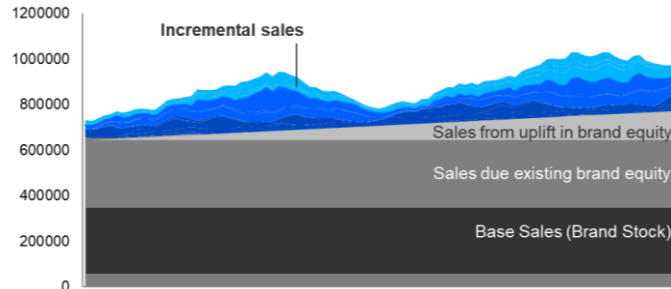 1200000
Incremental sales
1000000
800000
Sales from uplift in brand equity
600000
Sales due existing brand equity
400000
Base Sales (Brand Stock)
200000
0